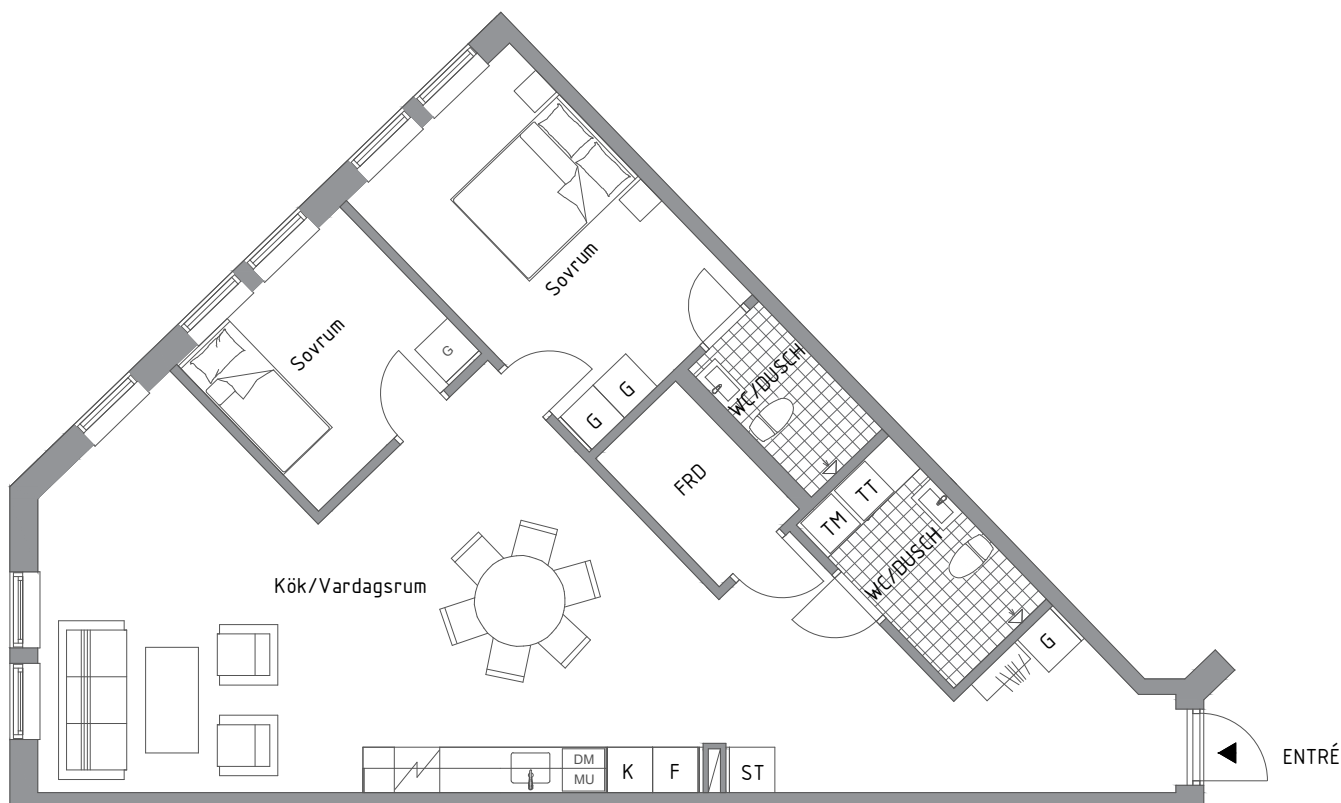 Sovrum
Sovrum
G
G
G
WC/DUSCH
FRD
TM
TT
WC/DUSCH
G
Kök/Vardagsrum
DM
MU
K
F
ST
ENTRÉ